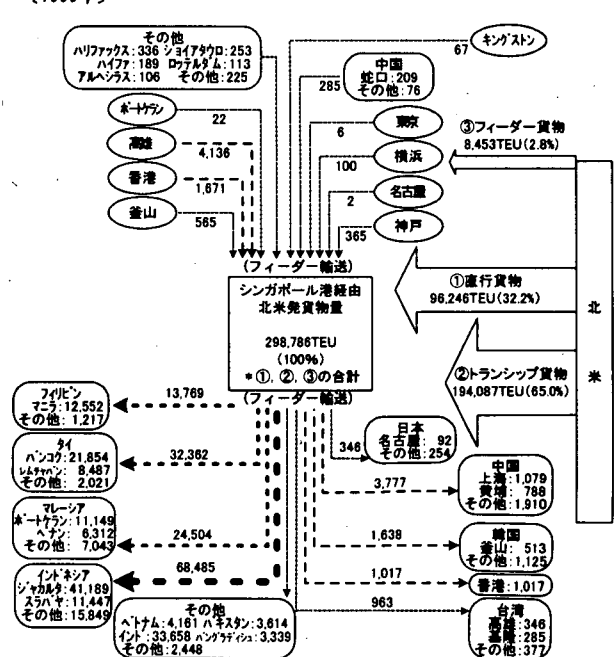 その他
ハリファックス:336 ショイアタウロ:253
ハイファ:189 ロッテルダム:113
アルヘシラス:106 その他:225
67
キングストン
中国
蛇口:209
その他:76
285
ポートケラン
22
高雄
4,136
香港
1,671
釜山
565
東京
6
横浜
100
名古屋
2
神戸
365
③フィーダー貨物
8,453TEU(2.8%)
(フィーダー輸送)
シンガポール港経由
北米発貨物量
298,786TEU
(100%)
*①,②,③の合計
(フィーダー輸送)
①直行貨物
96,246TEU(32.2%)
②トランシップ貨物
194,087TEU(65.0%)
北
米
フィリピン
マニラ:12,552
その他:1,217
13,769
タイ
バンコク:21,854
レムチャバン:8,487
その他:2,021
32,362
マレーシア
ポートケラン:11,149
ペナン:6,312
その他:7,043
24,504
インドネシア
ジャカルタ:41,189
スラバヤ:11,447
その他:15,849
68,485
その他
ベトナム:4,161 パキスタン:3,614
インド:33,658 バングラディシュ:3,339
その他:2,448
346
日本
名古屋: 92
その他:254
3,777
中国
上海:1,079
黄埔: 788
その他:1,910
1,638
韓国
釜山: 513
その他:1,125
1,017
香港:1,017
963
台湾
高雄:346
基隆:285
その他:377